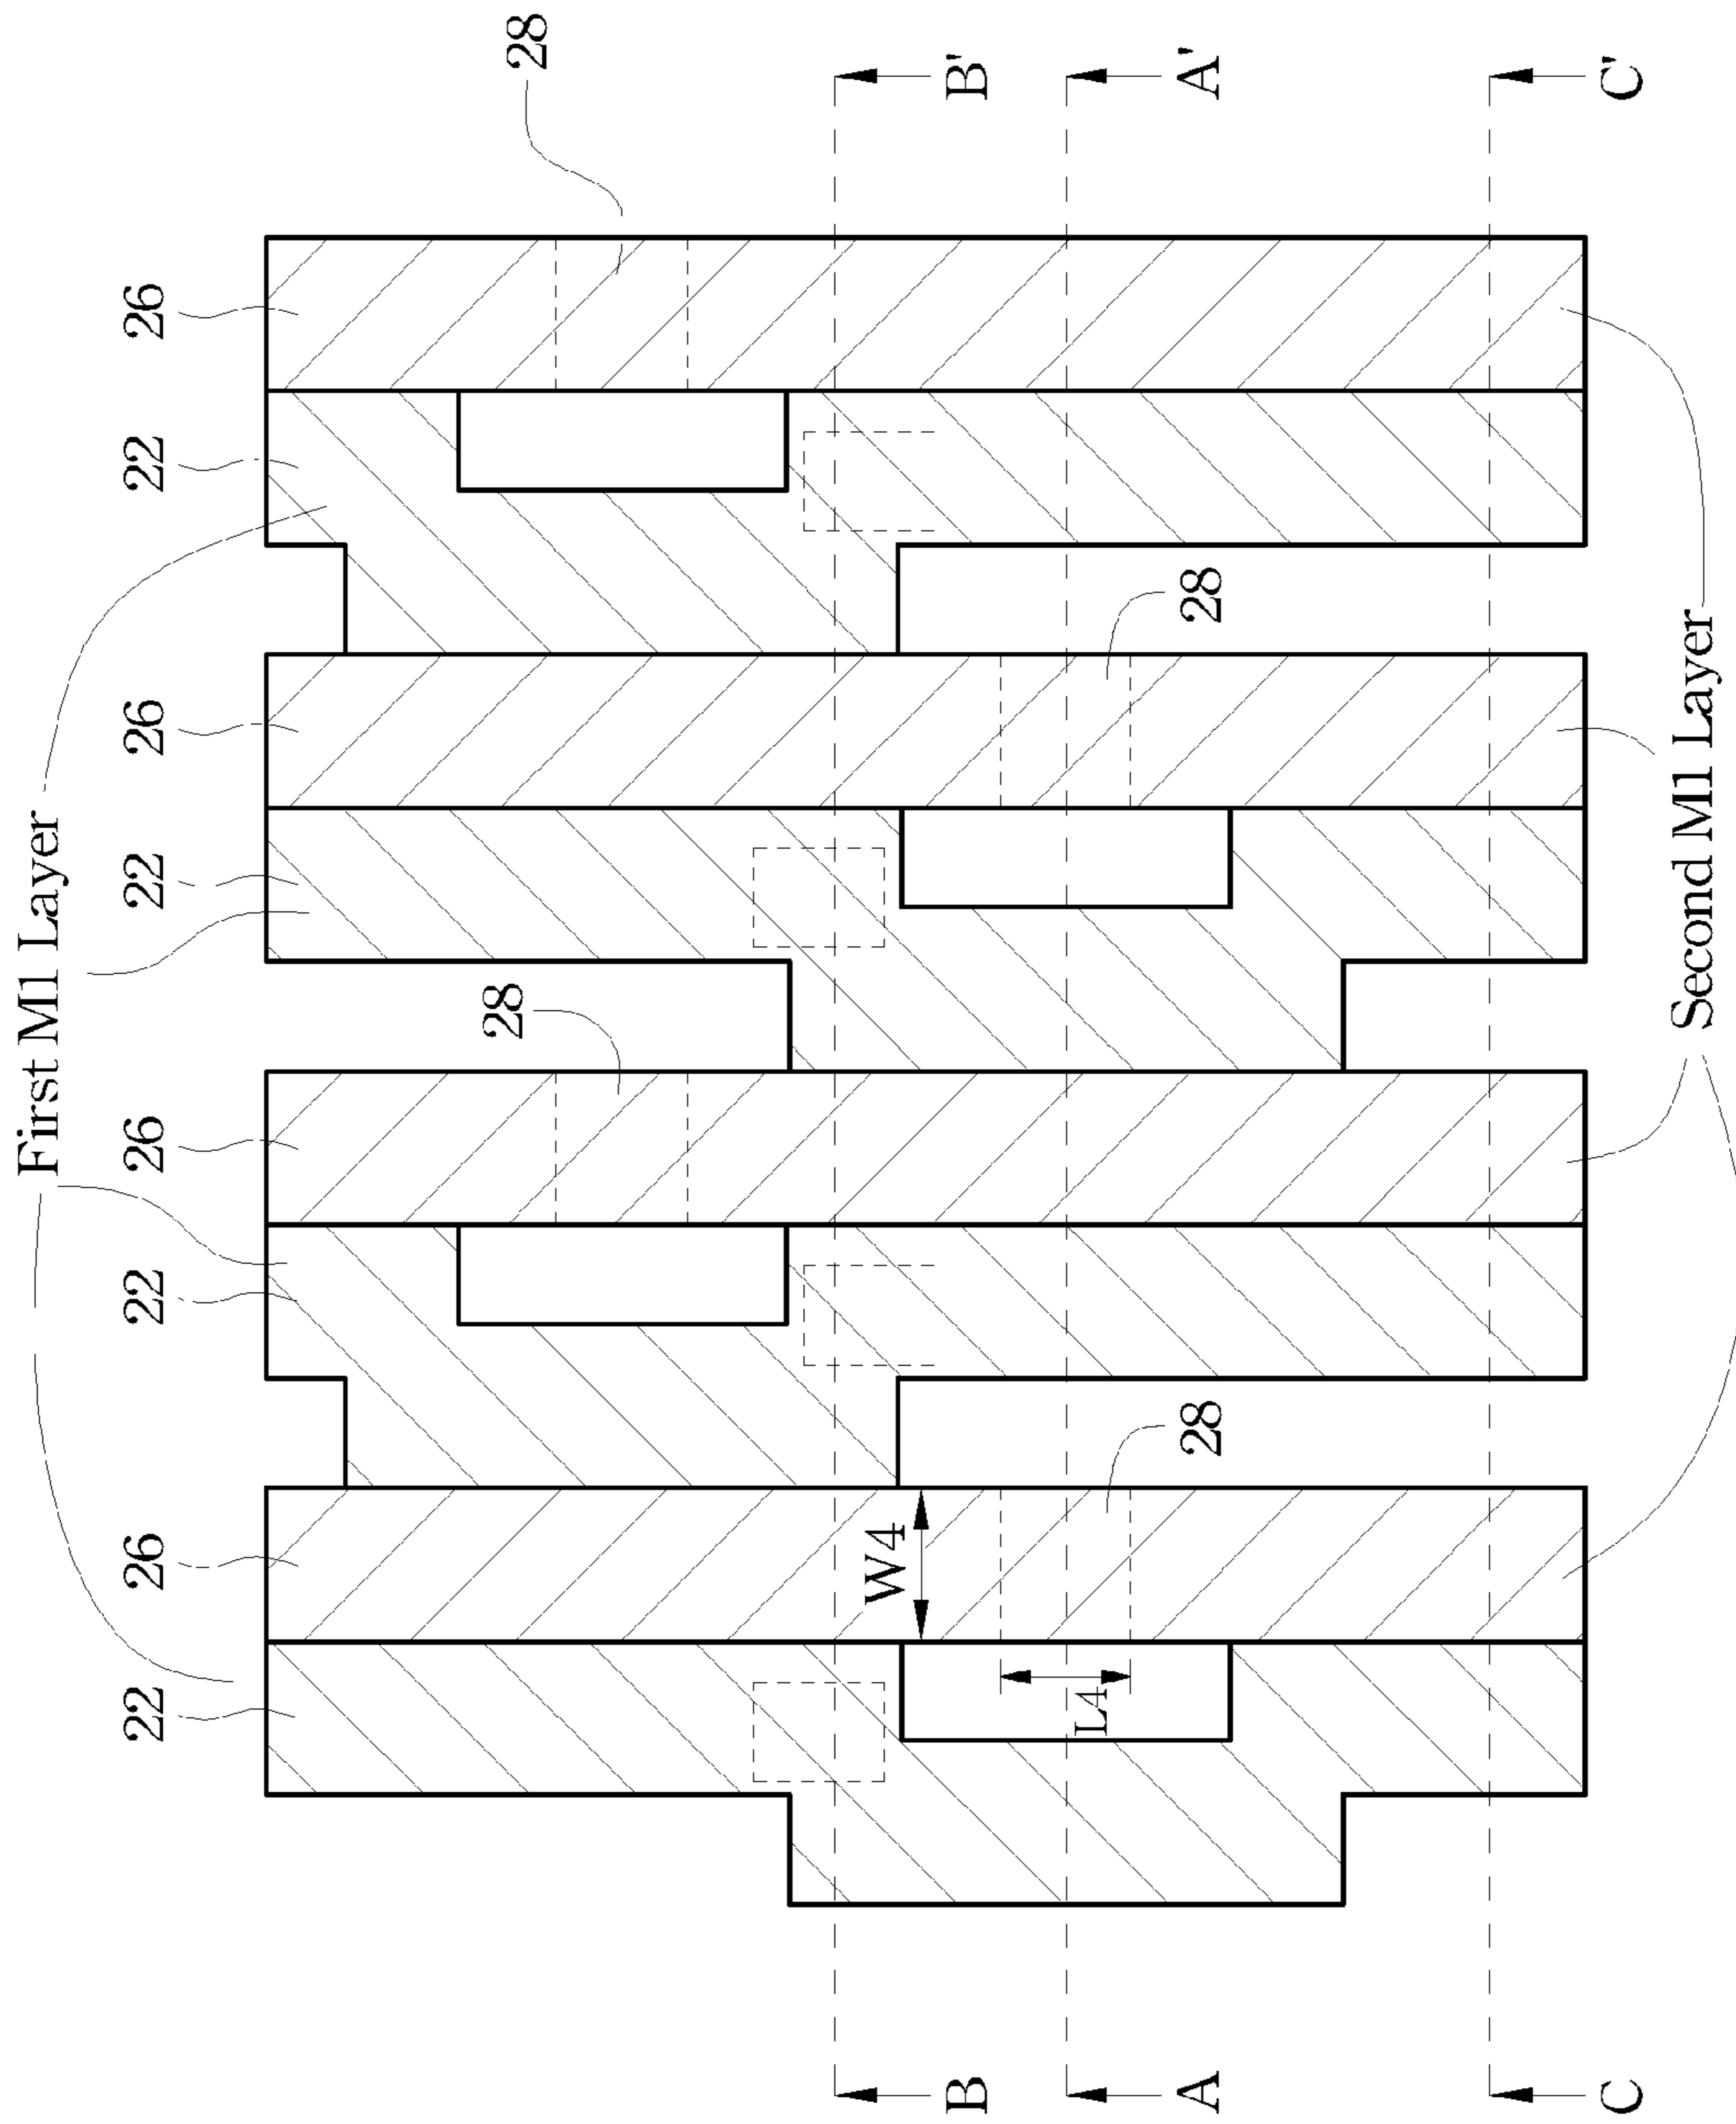 First M1 Layer
22 26 22 26 22 26 22 26
28 28
W4
B B'
L4
A 28 28 A'
C C'
Second M1 Layer